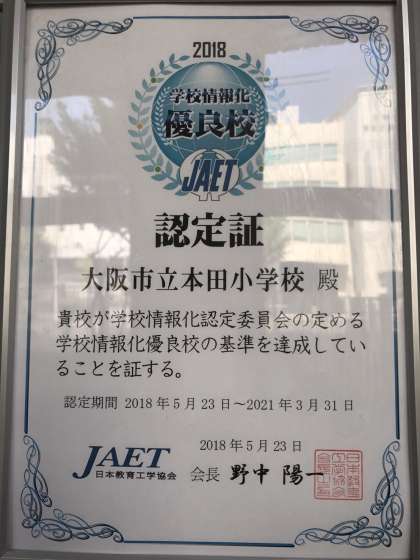 2018
学校情報化
優良校
JAET
認定証
大阪市立本田小学校 殿
貴校が学校情報化認定委員会の定める
学校情報化優良校の基準を達成してい
ることを証する。
認定期間 2018年5月23日〜2021年3月31日
2018年5月23日
JAET
日本教育工学協会
会長 野中 陽一